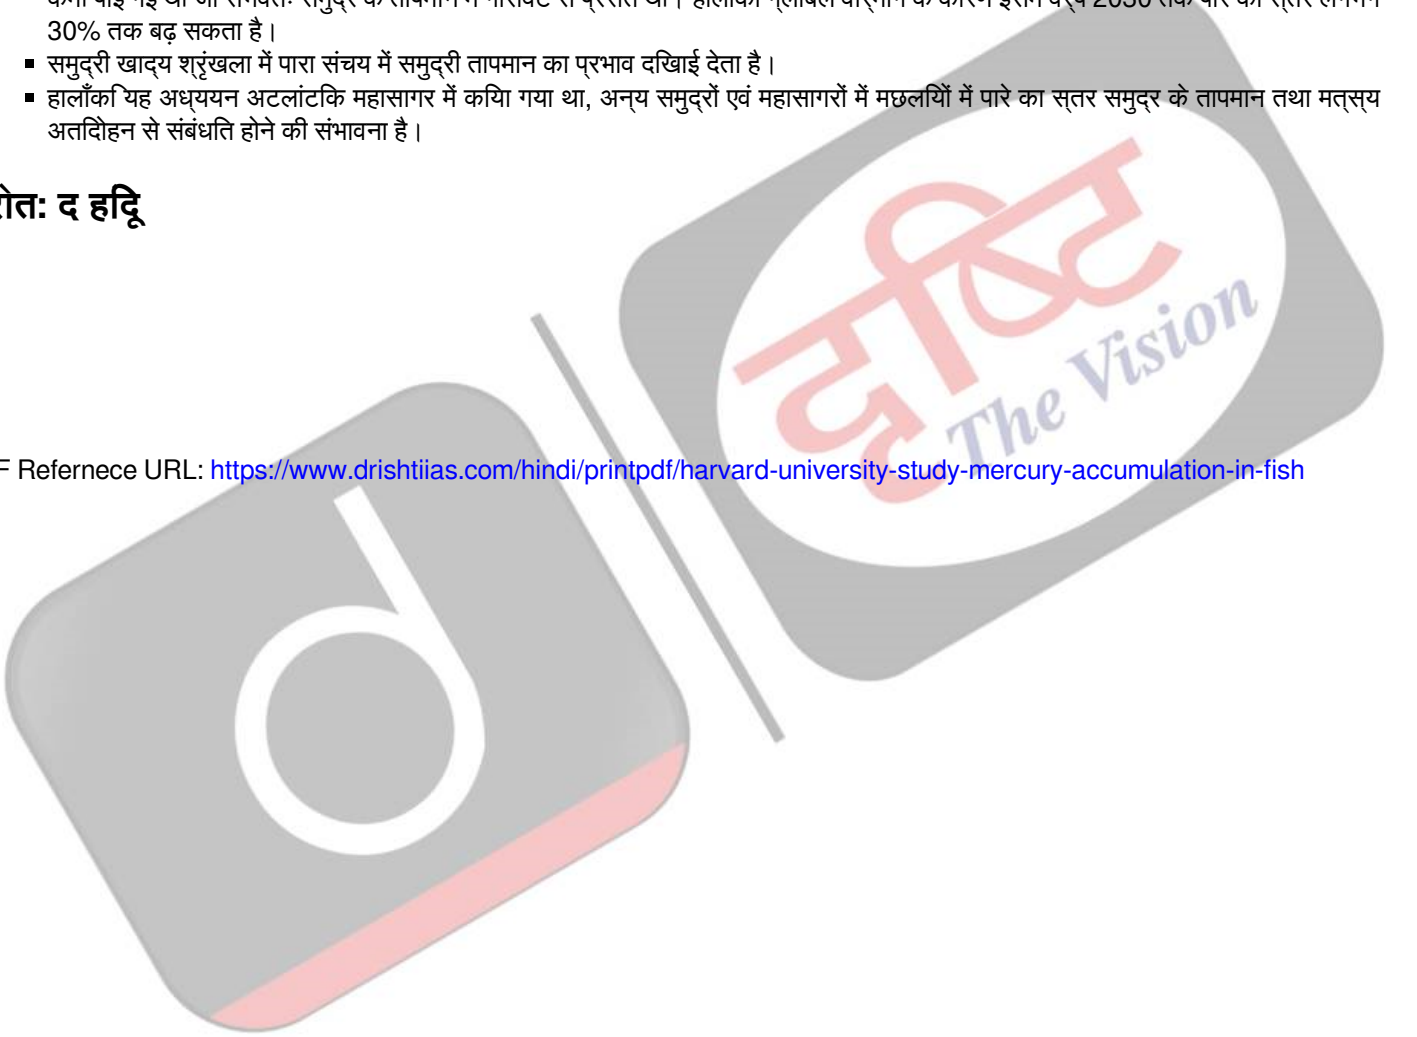 30% तक बढ़ सकता है।
▪ समुद्री खाद्य श्रृंखला में पारा संचय में समुद्री तापमान का प्रभाव दिखाई देता है।
▪ हालाँकि यह अध्ययन अटलांटिक महासागर में किया गया था, अन्य समुद्रों एवं महासागरों में मछलियों में पारे का स्तर समुद्र के तापमान तथा मत्स्य
अतिदोहन से संबंधित होने की संभावना है।
द हिंदू
दृष्टि
The Vision
Refernece URL: https://www.drishtiias.com/hindi/printpdf/harvard-university-study-mercury-accumulation-in-fish
d